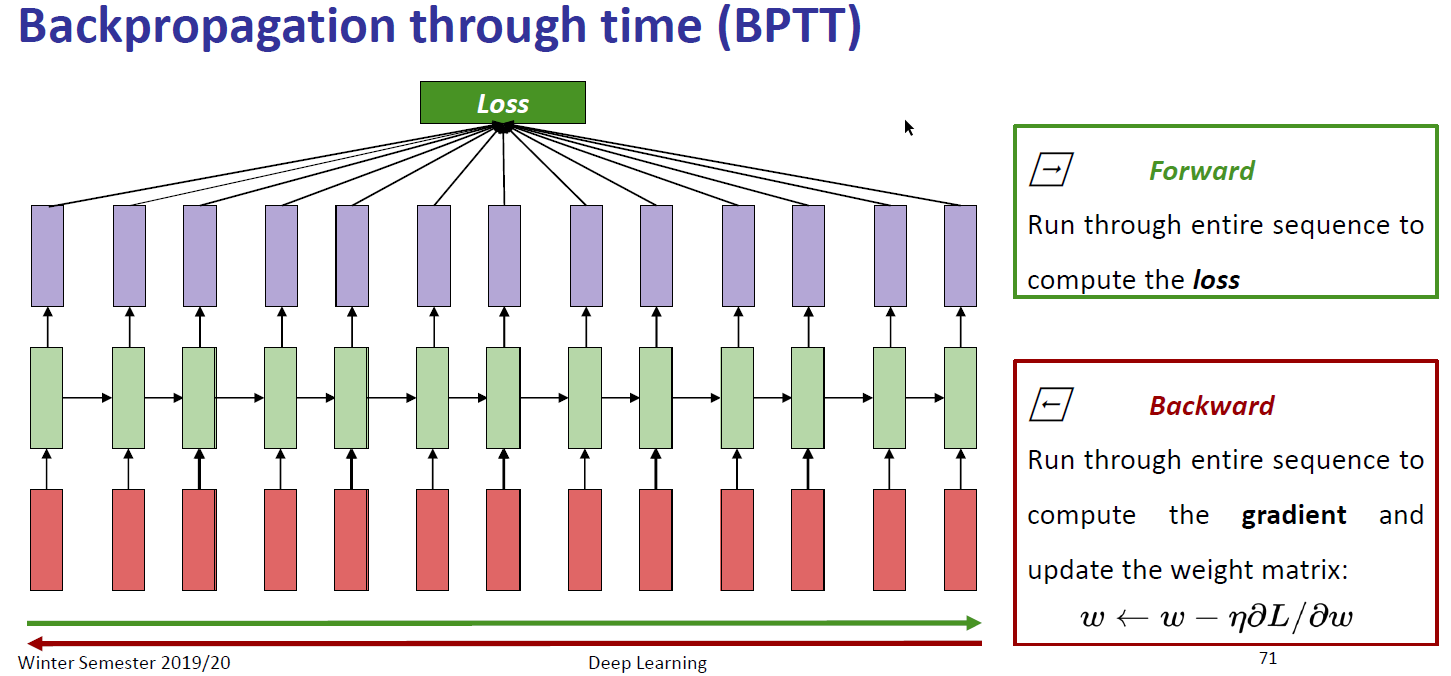 Backpropagation through time (BPTT)
Loss
→ Forward
Run through entire sequence to
compute the loss
← Backward
Run through entire sequence to
compute the gradient and
update the weight matrix:
w ← w − η∂L/∂w
Winter Semester 2019/20
Deep Learning
71